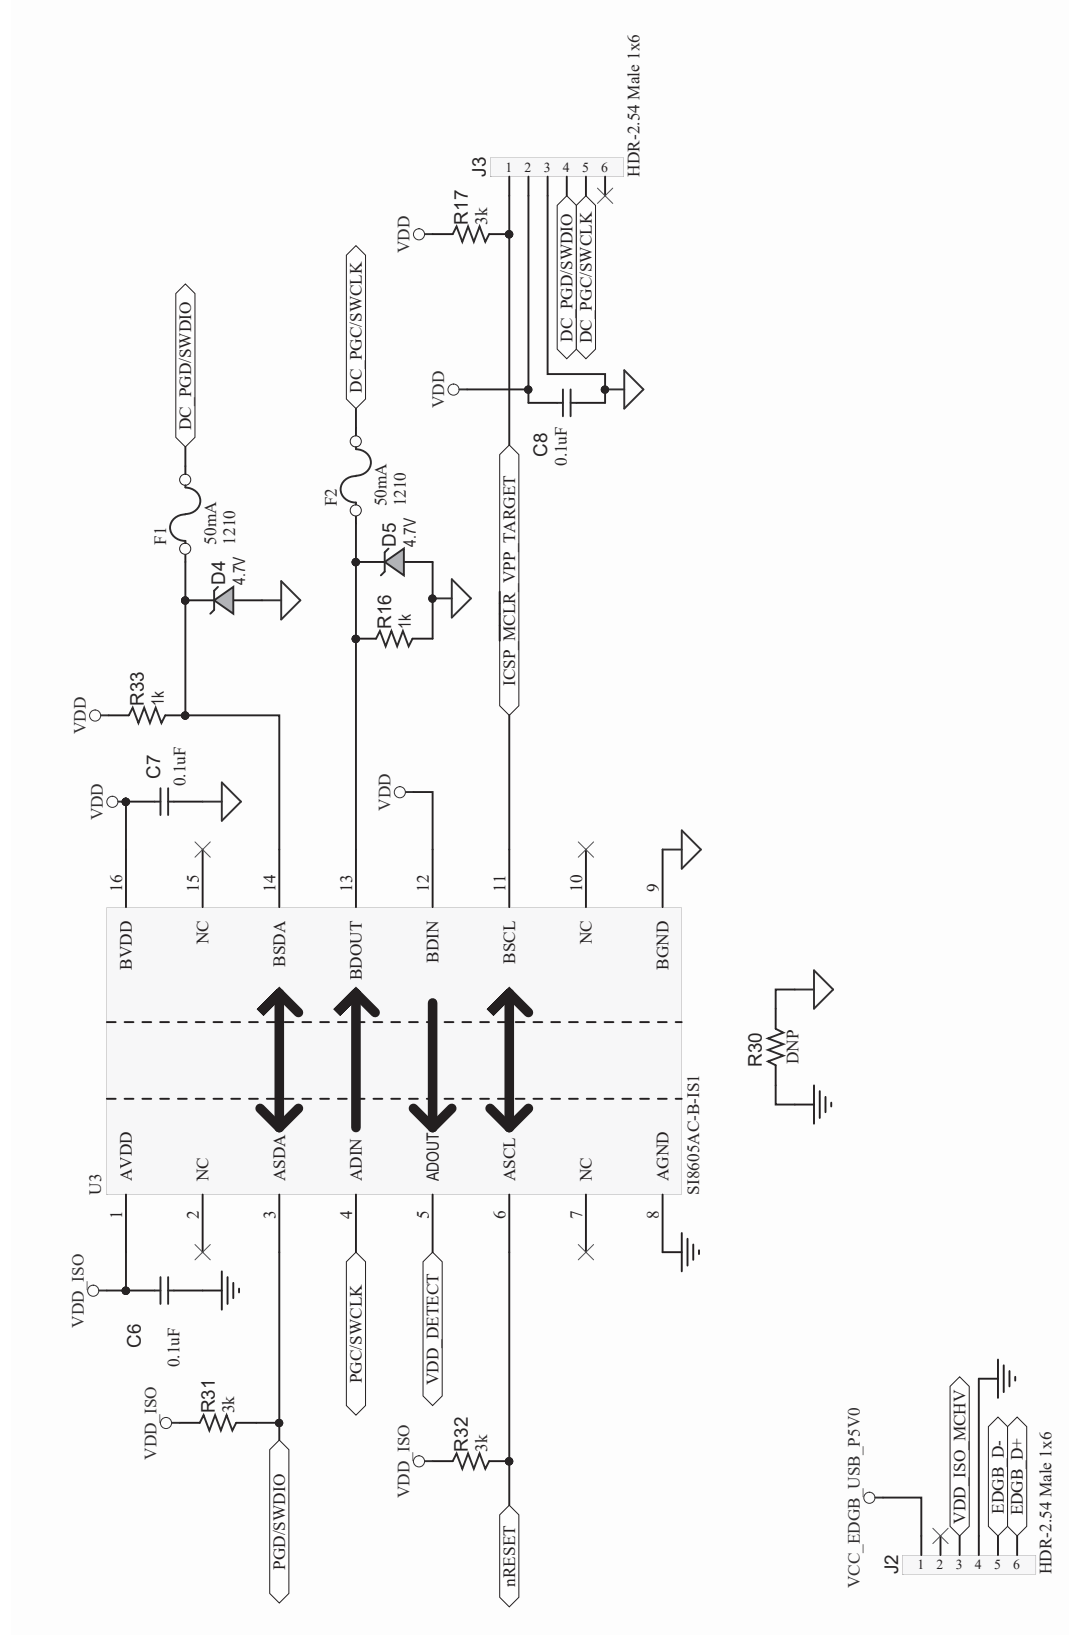 VDD_ISO
C6
0.1uF
VDD_ISO
R31
3k
PGD/SWDIO
PGC/SWCLK
VDD_DETECT
VDD_ISO
R32
3k
nRESET
U3
1
AVDD
2
NC
3
ASDA
4
ADIN
5
ADOUT
6
ASCL
7
NC
8
AGND
SI8605AC-B-IS1
BVDD
16
NC
15
BSDA
14
BDOUT
13
BDIN
12
BSCL
11
NC
10
BGND
9
VDD
C7
0.1uF
VDD
R33
1k
F1
50mA
1210
D4
4.7V
DC_PGD/SWDIO
R16
1k
D5
4.7V
F2
50mA
1210
DC_PGC/SWCLK
VDD
ICSP_MCLR_VPP_TARGET
VDD
C8
0.1uF
VDD
R17
3k
DC_PGD/SWDIO
DC_PGC/SWCLK
J3
1
2
3
4
5
6
HDR-2.54 Male 1x6
R30
DNP
VCC_EDGB_USB_P5V0
J2
1
2
3
4
5
6
VDD_ISO_MCHV
EDGB_D-
EDGB_D+
HDR-2.54 Male 1x6